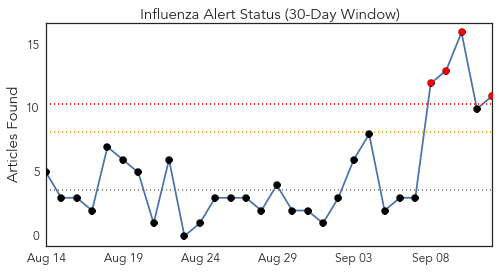 Influenza Alert Status (30-Day Window)
Articles Found
15
10
5
0
Aug 14 Aug 19 Aug 24 Aug 29 Sep 03 Sep 08